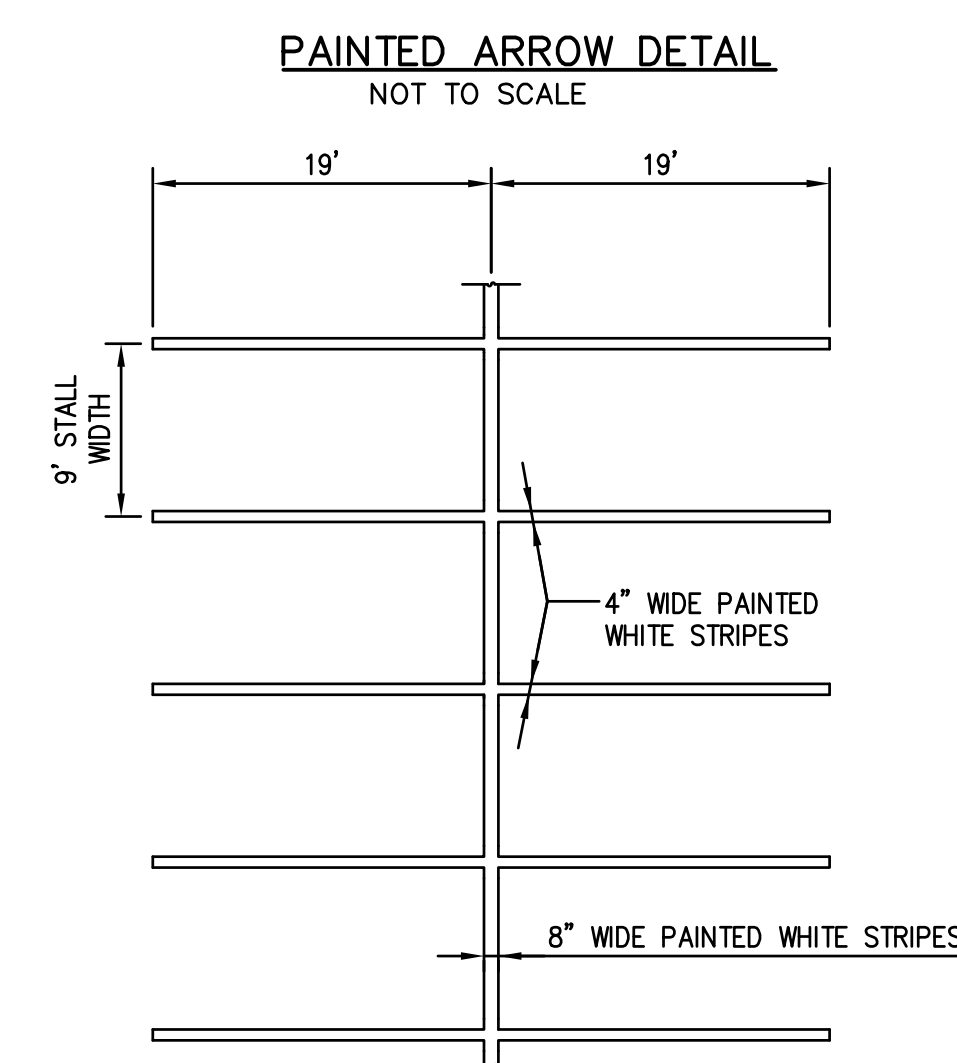 PAINTED ARROW DETAIL
NOT TO SCALE
19'
19'
9' STALL
WIDTH
4" WIDE PAINTED
WHITE STRIPES
8" WIDE PAINTED WHITE STRIPES